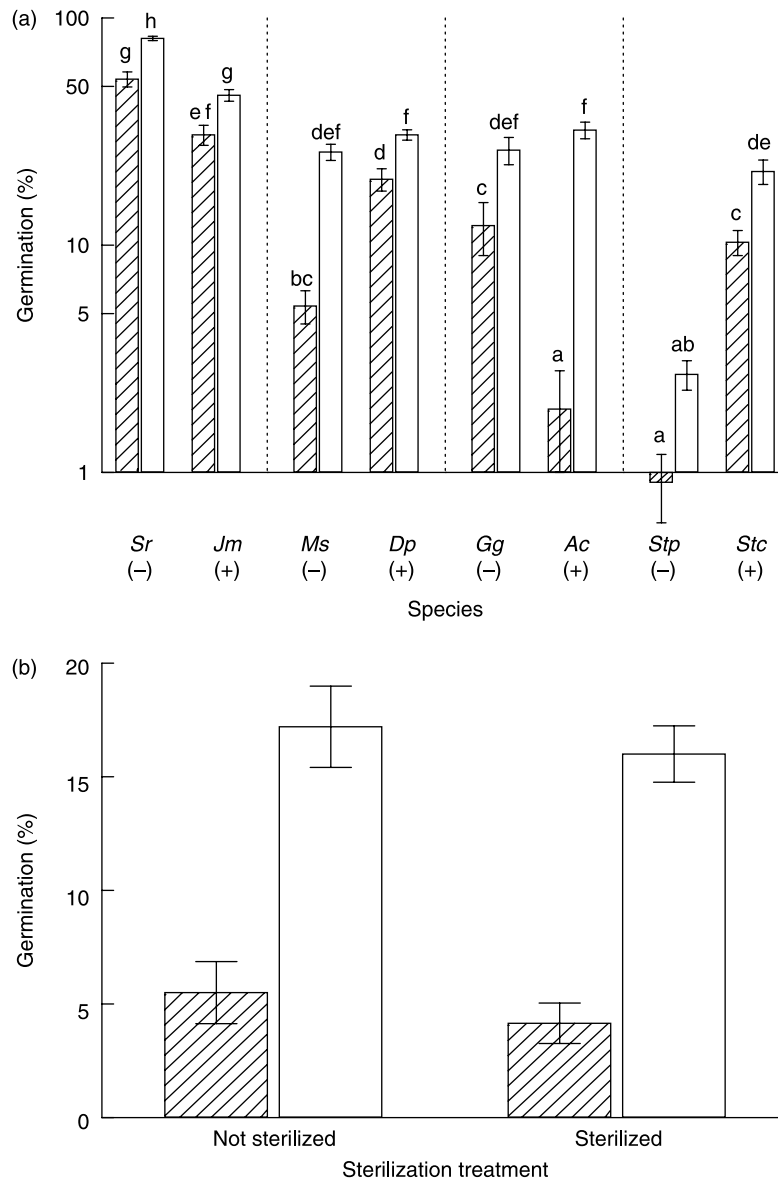 (a)
Germination (%)
100
50
10
5
1
g h e f g bc def d f c def a f a ab c de
Sr Jm Ms Dp Gg Ac Stp Stc
(–) (+) (–) (+) (–) (+) (–) (+)
Species
(b)
Germination (%)
20
15
10
5
0
Not sterilized Sterilized
Sterilization treatment